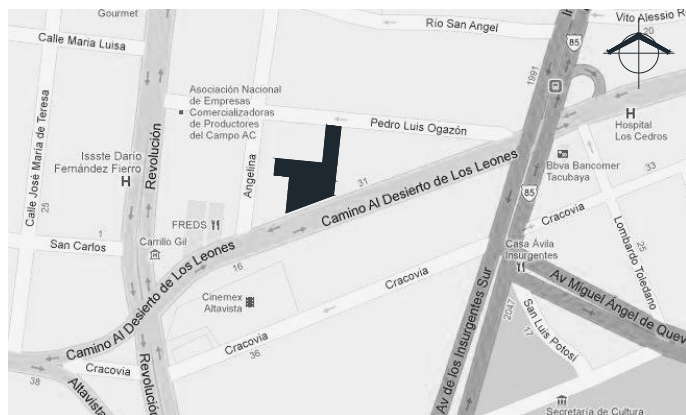 Gourmet
Calle Maria Luisa
Calle José María de Teresa
25
Revolución
Angelina
Asociación Nacional
de Empresas
Comercializadoras
de Productores
del Campo AC
Isste Dario
Fernández Fierro
H
1
San Carlos
FREDS
Carrillo Gil
Río San Angel
Vito Alessio R
20
85
1991
Pedro Luis Ogazón
H
Hospital
Los Cedros
31
Camino Al Desierto de Los Leones
Bbva Bancomer
Tacubaya
33
85
Cracovia
Lombardo Toledano
25
Casa Ávila
Insurgentes
Camino Al Desierto de Los Leones
16
Cinemex
Altavista
Cracovia
Av de los Insurgentes Sur
2047
Av Miguel Ángel de Quev
San Luis Potosí
17
Cracovia
36
38
Cracovia
Altavista
Revolución
Secretaría de Cultura